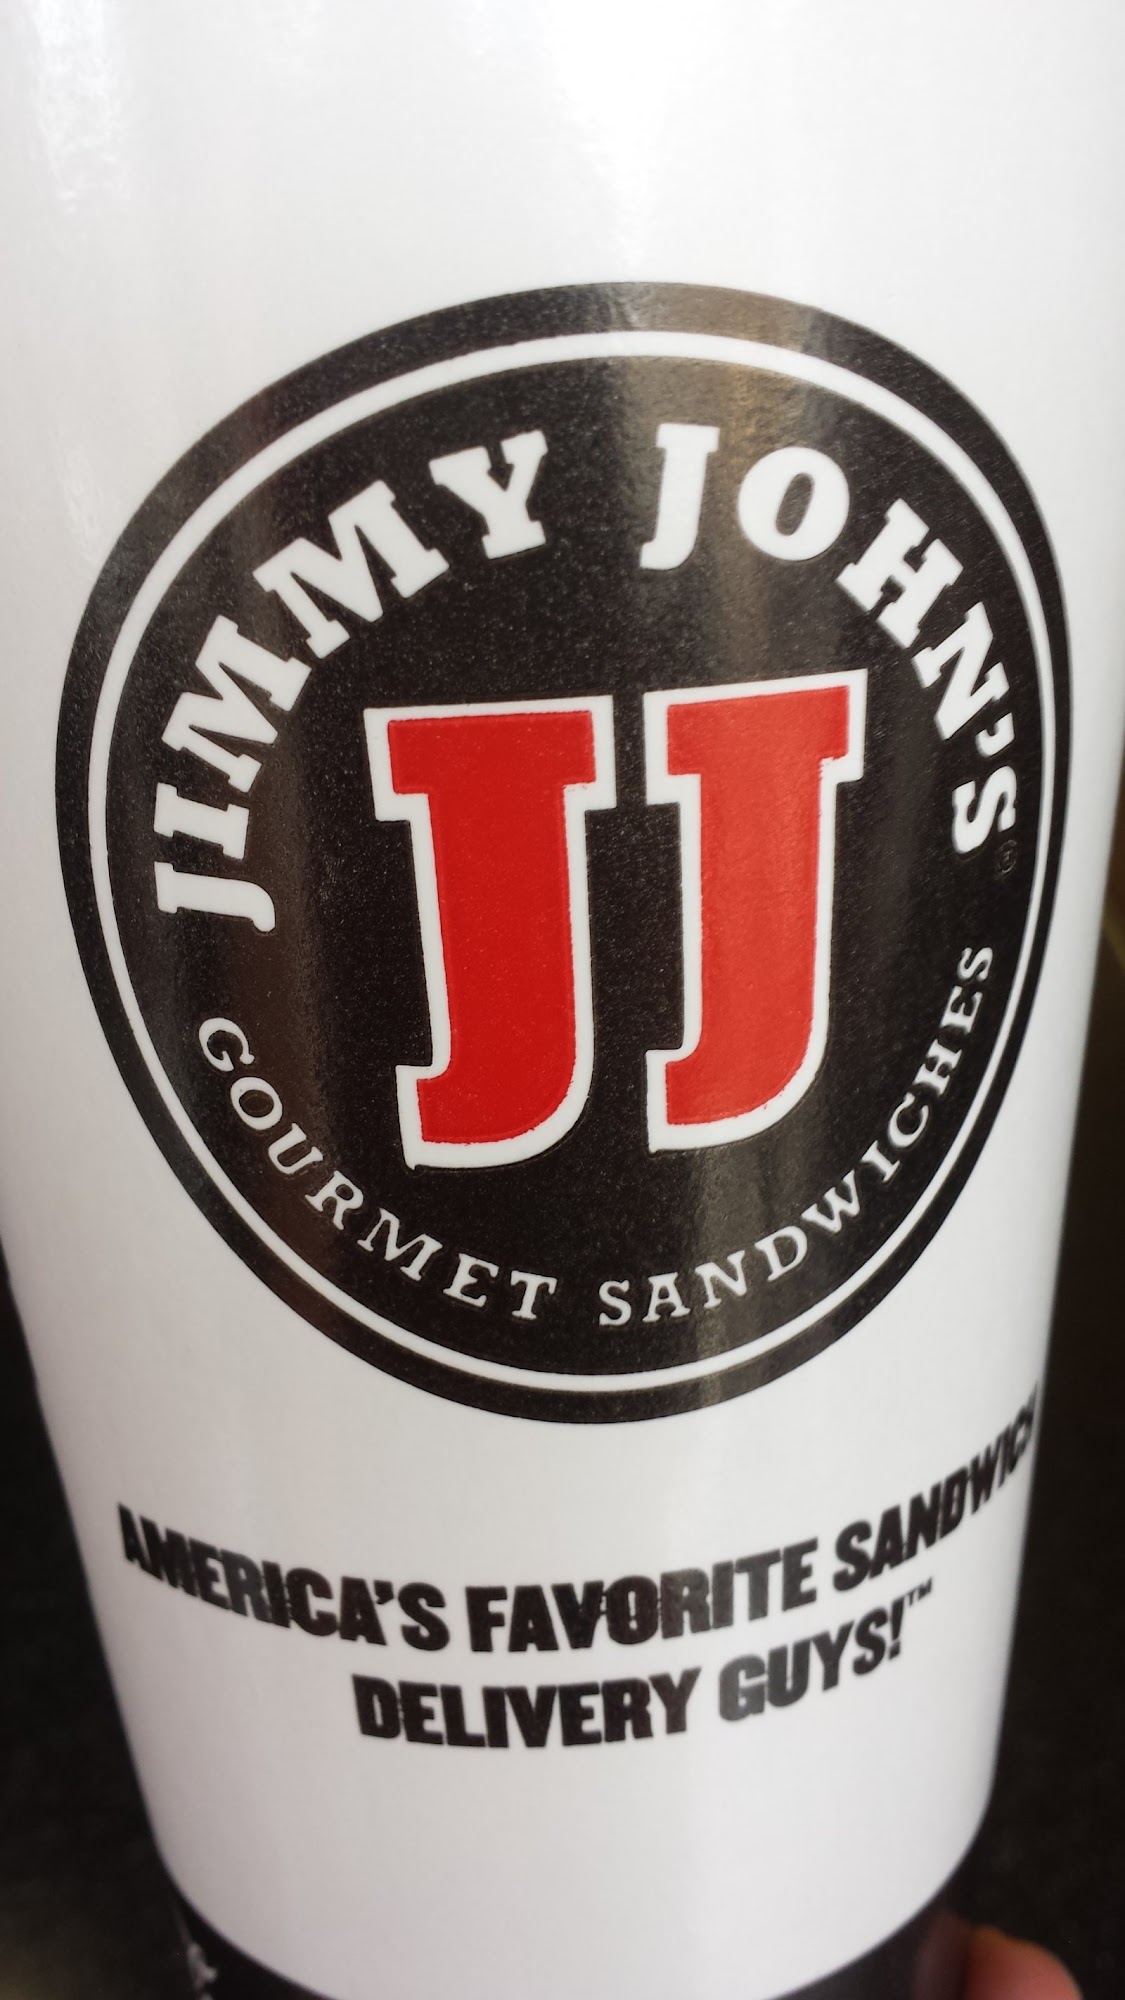 JIMMY JOHN'S®
JJ
GOURMET SANDWICHES
AMERICA'S FAVORITE SANDWICH
DELIVERY GUYS!™